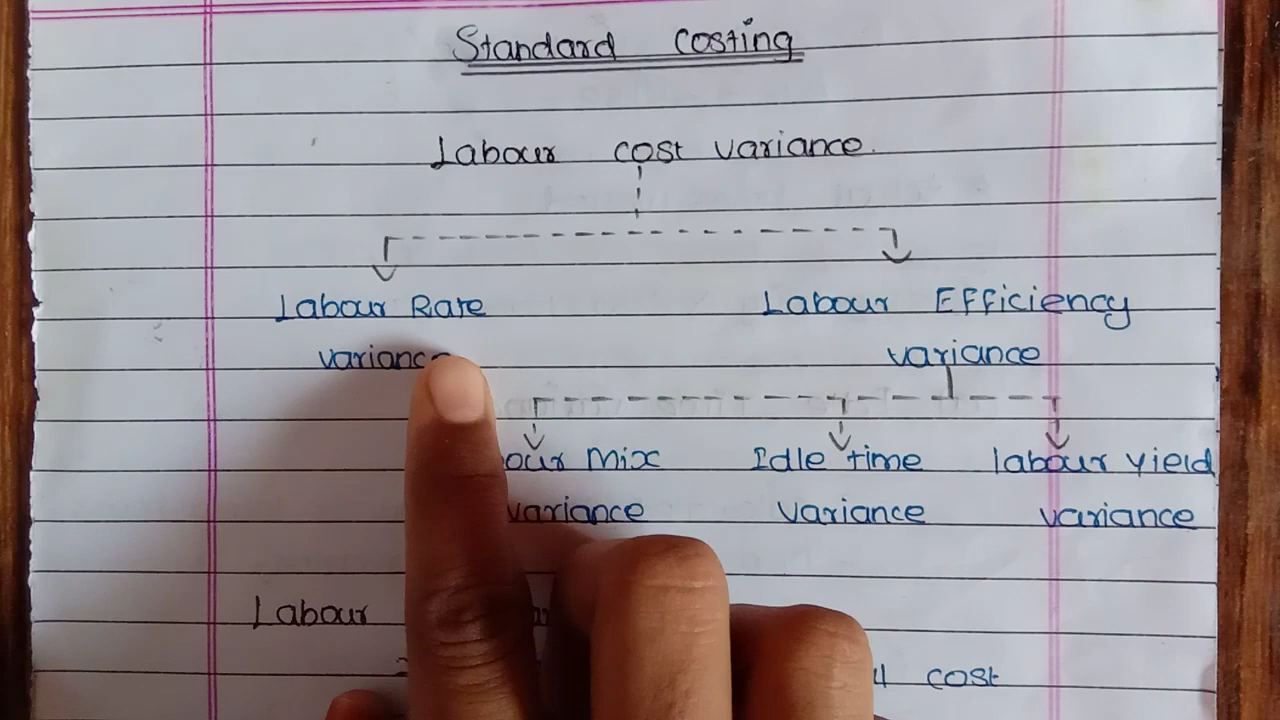 Standard Costing
Labour cost variance.
Labour Rate
Labour Efficiency
variance
Mix
Idle time
labour yield
variance
variance
variance
Labour
cost